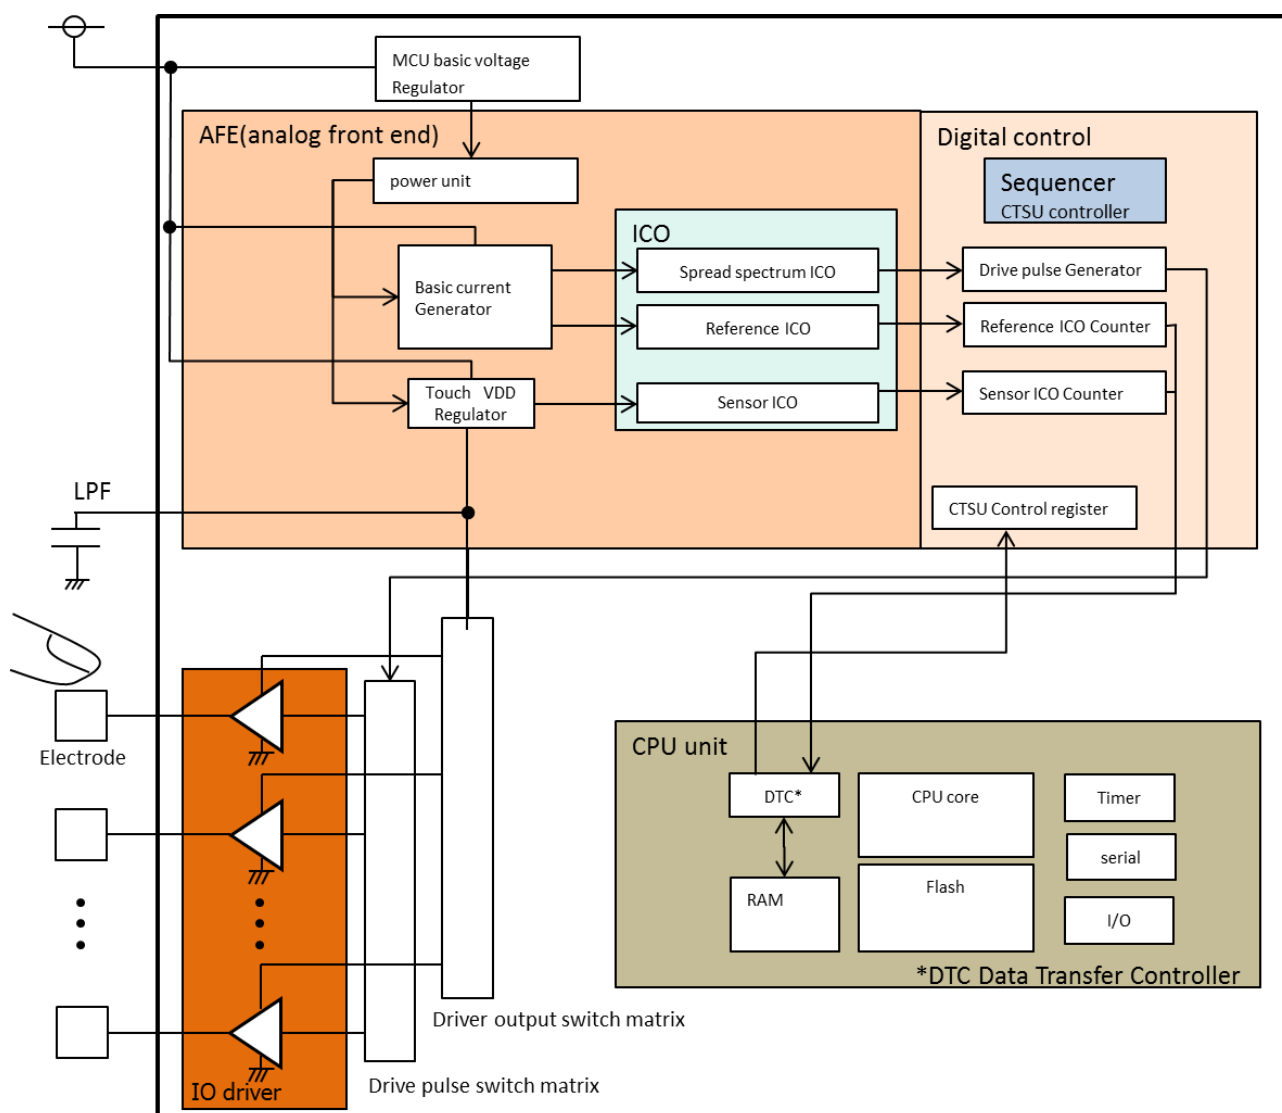 MCU basic voltage
Regulator
AFE(analog front end)
Digital control
power unit
Sequencer
CTSU controller
ICO
Spread spectrum ICO
Drive pulse Generator
Basic current
Generator
Reference ICO
Reference ICO Counter
Touch VDD
Regulator
Sensor ICO
Sensor ICO Counter
LPF
CTSU Control register
Electrode
CPU unit
DTC*
CPU core
Timer
serial
RAM
Flash
I/O
*DTC Data Transfer Controller
Driver output switch matrix
IO driver
Drive pulse switch matrix